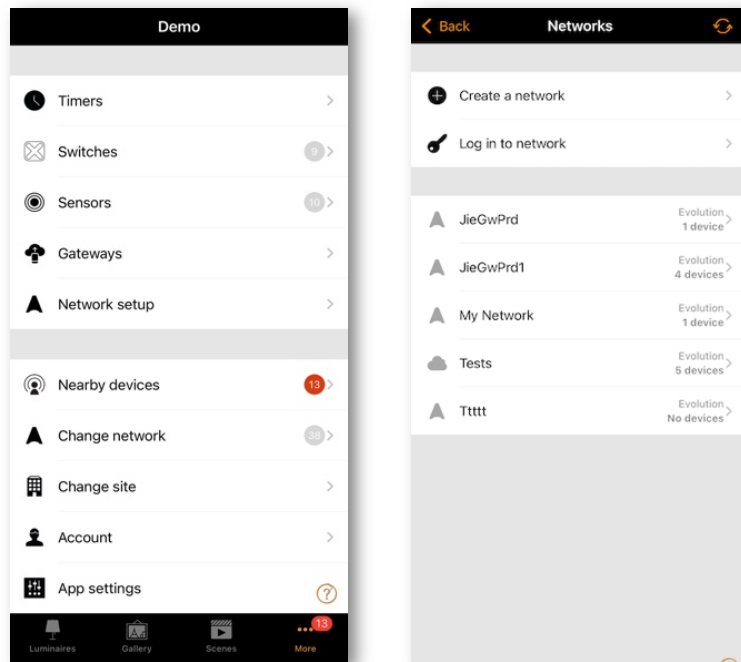 Demo
Timers
Switches 9
Sensors 10
Gateways
Network setup
Nearby devices 13
Change network 38
Change site
Account
App settings ?
13
Luminaires Gallery Scenes More
Back Networks
Create a network
Log in to network
JieGwPrd Evolution
1 device
JieGwPrd1 Evolution
4 devices
My Network Evolution
1 device
Tests Evolution
5 devices
Ttttt Evolution
No devices